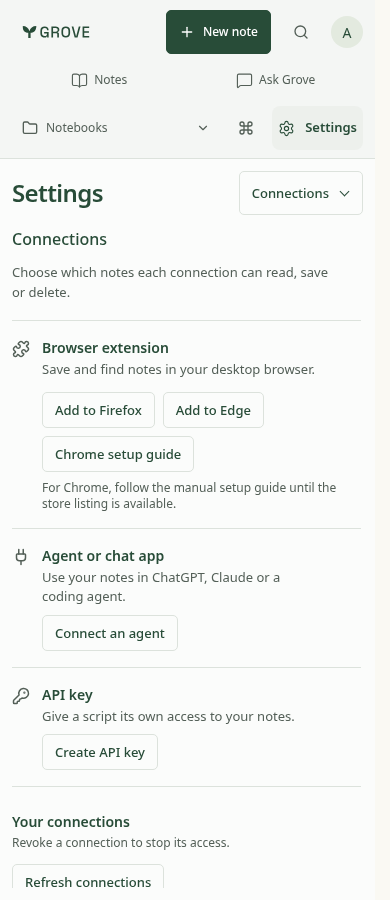 GROVE
New note
A
Notes
Ask Grove
Notebooks
Settings
Settings
Connections
Connections
Choose which notes each connection can read, save
or delete.
Browser extension
Save and find notes in your desktop browser.
Add to Firefox
Add to Edge
Chrome setup guide
For Chrome, follow the manual setup guide until the
store listing is available.
Agent or chat app
Use your notes in ChatGPT, Claude or a
coding agent.
Connect an agent
API key
Give a script its own access to your notes.
Create API key
Your connections
Revoke a connection to stop its access.
Refresh connections